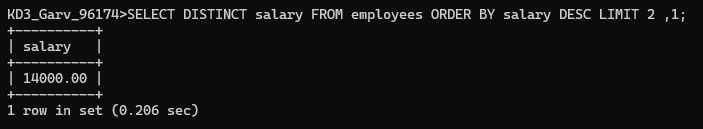 KD3_Garv_96174>SELECT DISTINCT salary FROM employees ORDER BY salary DESC LIMIT 2 ,1;
+----------+
| salary   |
+----------+
| 14000.00 |
+----------+
1 row in set (0.206 sec)